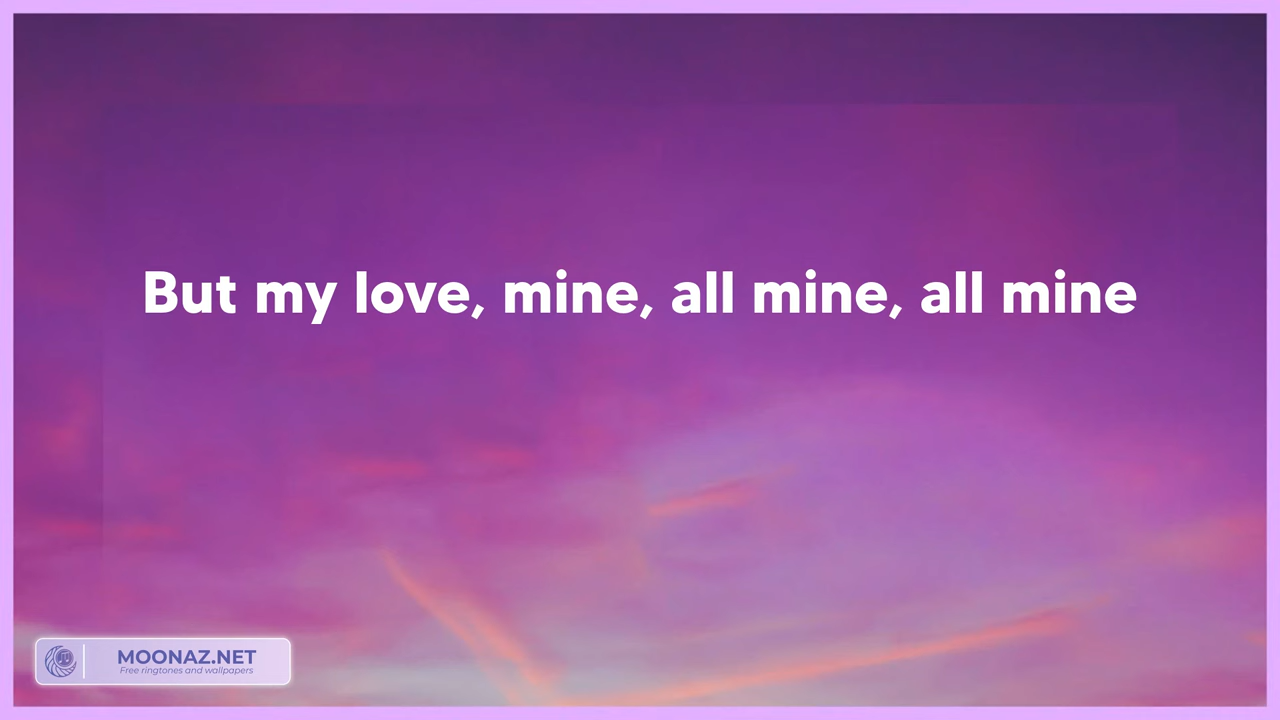 But my love, mine, all mine, all mine
MOONAZ.NET
Free ringtones and wallpapers